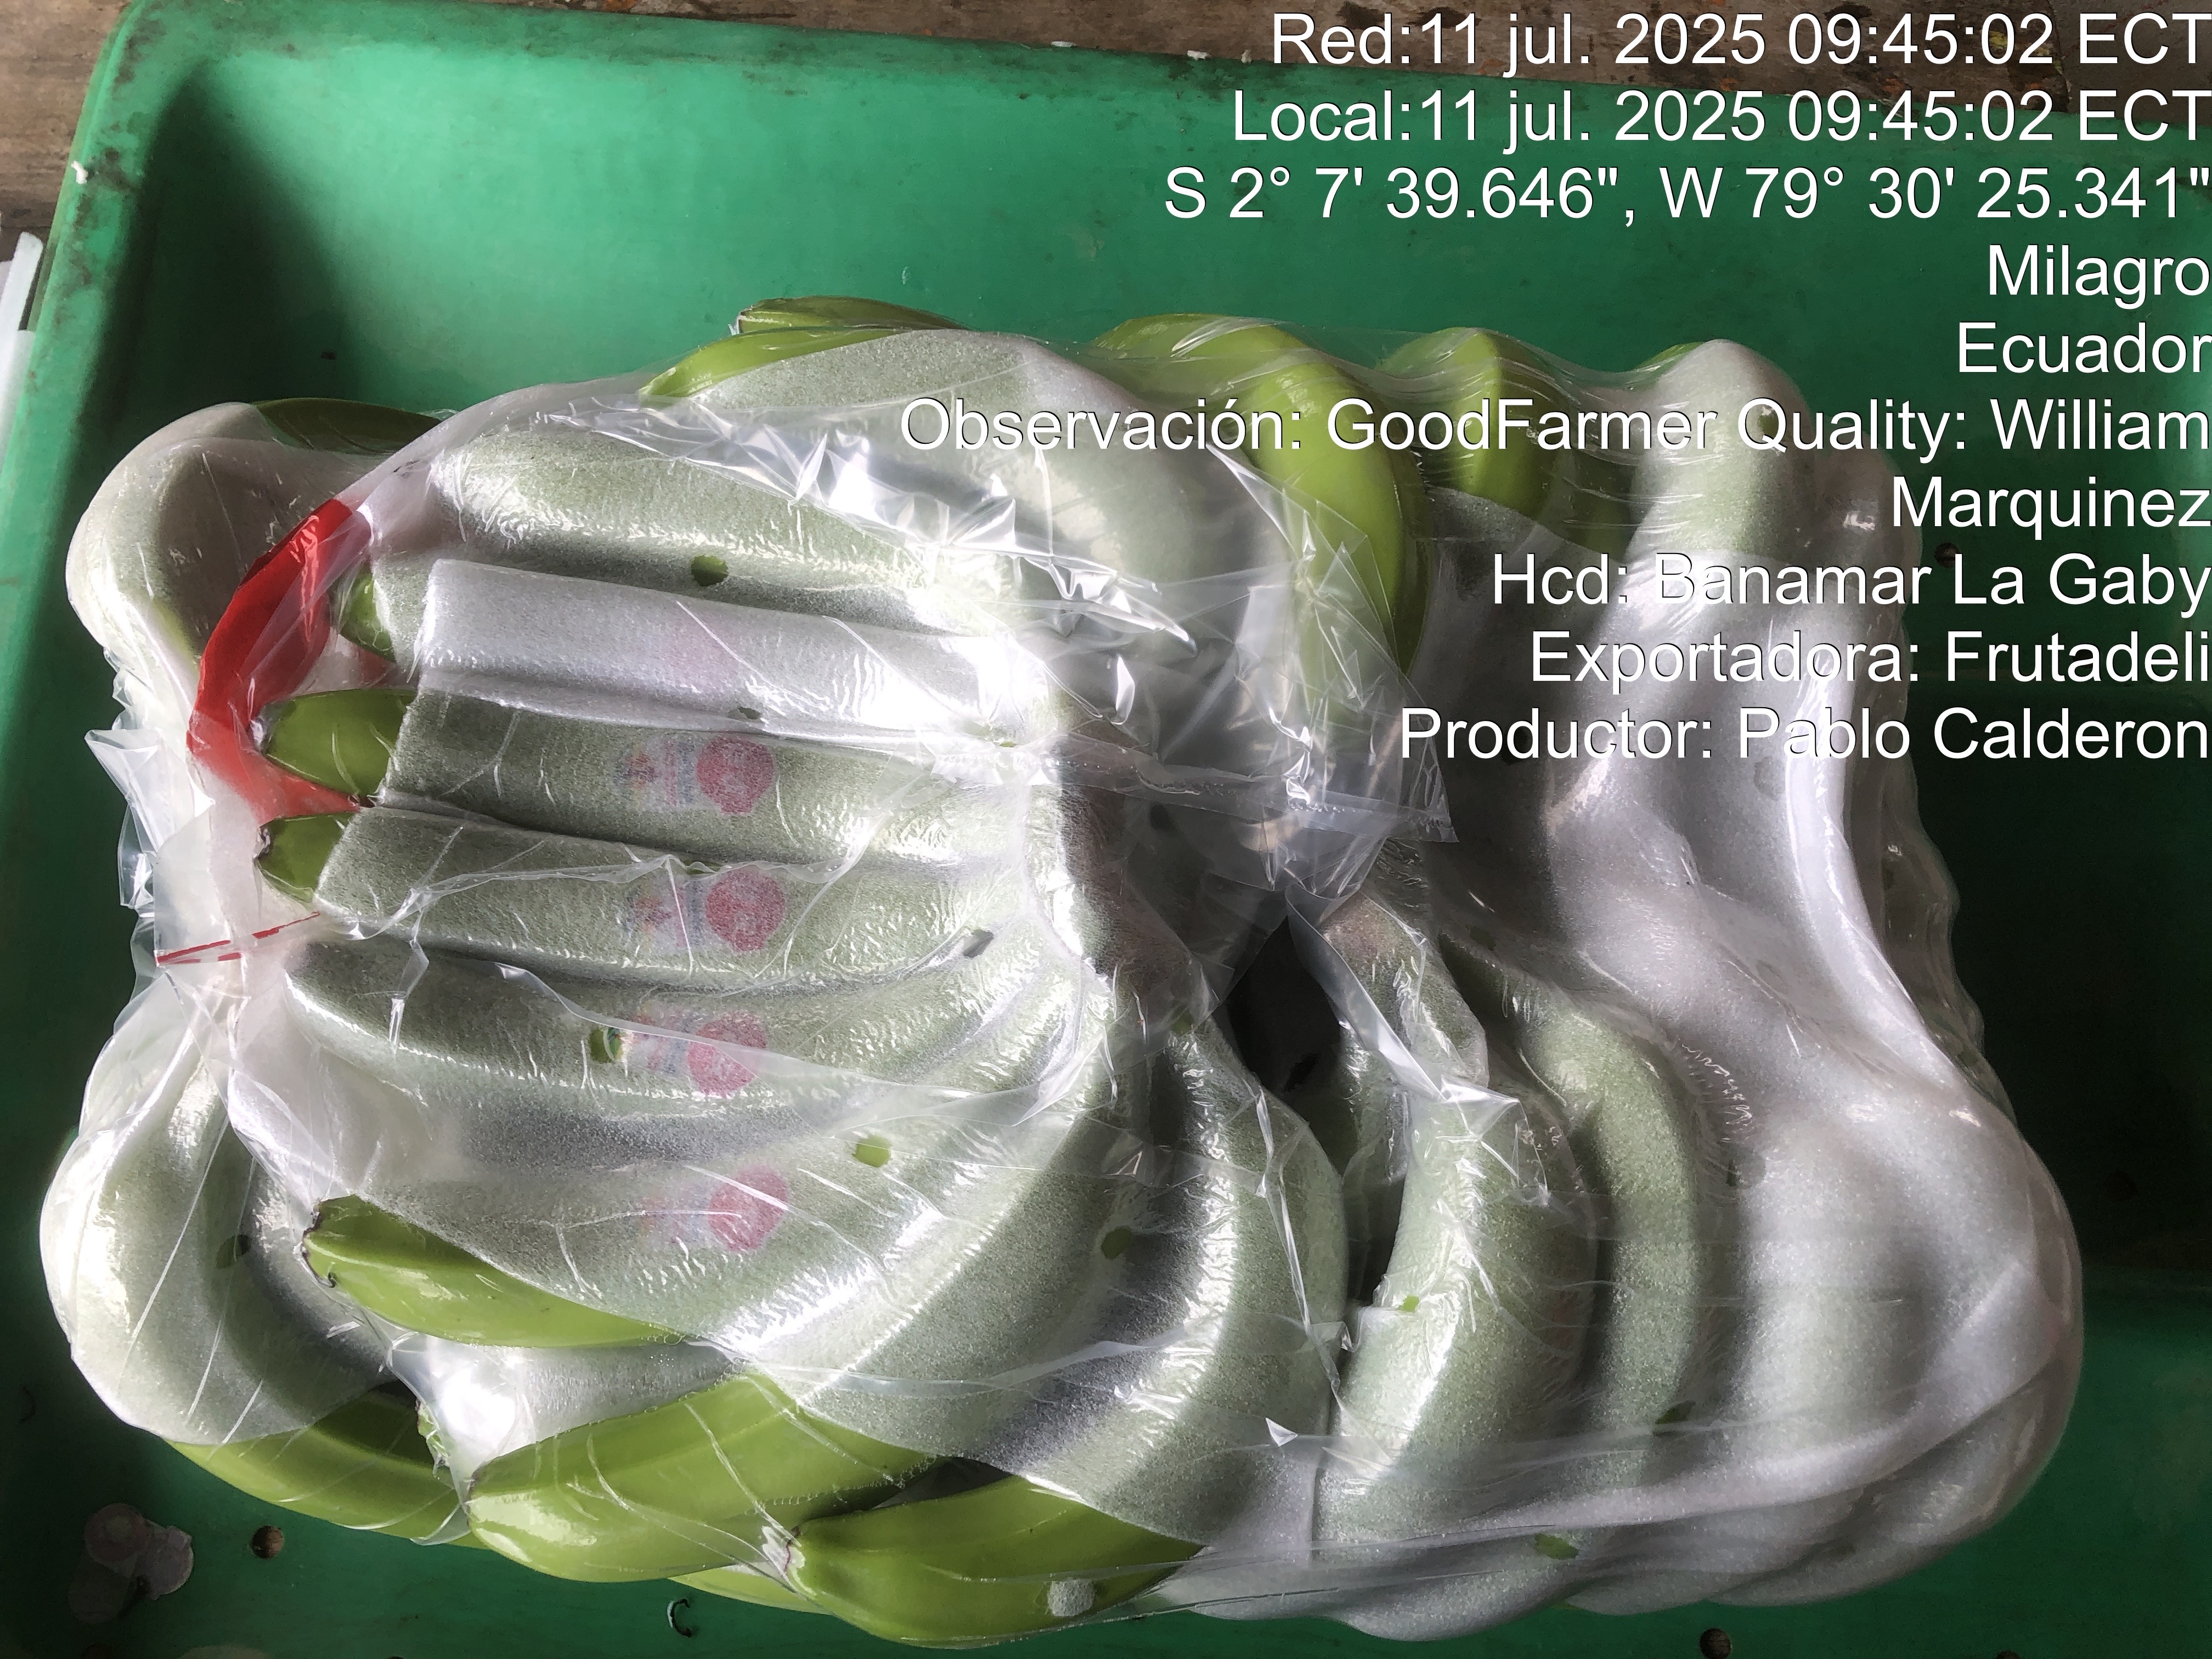 Red:11 jul. 2025 09:45:02 ECT
Local:11 jul. 2025 09:45:02 ECT
S 2° 7' 39.646", W 79° 30' 25.341"
Milagro
Ecuador
Observación: GoodFarmer Quality: William
Marquinez
Hcd: Banamar La Gaby
Exportadora: Frutadeli
Productor: Pablo Calderon